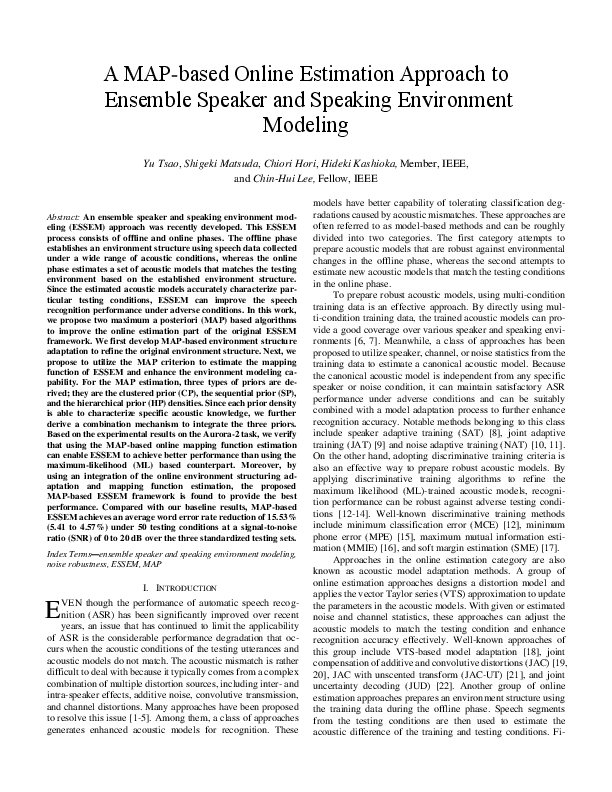 A MAP-based Online Estimation Approach to
Ensemble Speaker and Speaking Environment
Modeling
Yu Tsao, Shigeki Matsuda, Chiori Hori, Hideki Kashioka, Member, IEEE,
and Chin-Hui Lee, Fellow, IEEE
Abstract: An ensemble speaker and speaking environment mod-
eling (ESSEM) approach was recently developed. This ESSEM
process consists of offline and online phases. The offline phase
establishes an environment structure using speech data collected
under a wide range of acoustic conditions, whereas the online
phase estimates a set of acoustic models that matches the testing
environment based on the established environment structure.
Since the estimated acoustic models accurately characterize par-
ticular testing conditions, ESSEM can improve the speech
recognition performance under adverse conditions. In this work,
we propose two maximum a posteriori (MAP) based algorithms
to improve the online estimation part of the original ESSEM
framework. We first develop MAP-based environment structure
adaptation to refine the original environment structure. Next, we
propose to utilize the MAP criterion to estimate the mapping
function of ESSEM and enhance the environment modeling ca-
pability. For the MAP estimation, three types of priors are de-
rived; they are the clustered prior (CP), the sequential prior (SP),
and the hierarchical prior (HP) densities. Since each prior density
is able to characterize specific acoustic knowledge, we further
derive a combination mechanism to integrate the three priors.
Based on the experimental results on the Aurora-2 task, we verify
that using the MAP-based online mapping function estimation
can enable ESSEM to achieve better performance than using the
maximum-likelihood (ML) based counterpart. Moreover, by
using an integration of the online environment structuring ad-
aptation and mapping function estimation, the proposed
MAP-based ESSEM framework is found to provide the best
performance. Compared with our baseline results, MAP-based
ESSEM achieves an average word error rate reduction of 15.53%
(5.41 to 4.57%) under 50 testing conditions at a signal-to-noise
ratio (SNR) of 0 to 20 dB over the three standardized testing sets.
Index Terms—ensemble speaker and speaking environment modeling,
noise robustness, ESSEM, MAP
I. INTRODUCTION
EVEN though the performance of automatic speech recog-
nition (ASR) has been significantly improved over recent
years, an issue that has continued to limit the applicability
of ASR is the considerable performance degradation that oc-
curs when the acoustic conditions of the testing utterances and
acoustic models do not match. The acoustic mismatch is rather
difficult to deal with because it typically comes from a complex
combination of multiple distortion sources, including inter- and
intra-speaker effects, additive noise, convolutive transmission,
and channel distortions. Many approaches have been proposed
to resolve this issue [1-5]. Among them, a class of approaches
generates enhanced acoustic models for recognition. These
models have better capability of tolerating classification deg-
radations caused by acoustic mismatches. These approaches are
often referred to as model-based methods and can be roughly
divided into two categories. The first category attempts to
prepare acoustic models that are robust against environmental
changes in the offline phase, whereas the second attempts to
estimate new acoustic models that match the testing conditions
in the online phase.
To prepare robust acoustic models, using multi-condition
training data is an effective approach. By directly using mul-
ti-condition training data, the trained acoustic models can pro-
vide a good coverage over various speaker and speaking envi-
ronments [6, 7]. Meanwhile, a class of approaches has been
proposed to utilize speaker, channel, or noise statistics from the
training data to estimate a canonical acoustic model. Because
the canonical acoustic model is independent from any specific
speaker or noise condition, it can maintain satisfactory ASR
performance under adverse conditions and can be suitably
combined with a model adaptation process to further enhance
recognition accuracy. Notable methods belonging to this class
include speaker adaptive training (SAT) [8], joint adaptive
training (JAT) [9] and noise adaptive training (NAT) [10, 11].
On the other hand, adopting discriminative training criteria is
also an effective way to prepare robust acoustic models. By
applying discriminative training algorithms to refine the
maximum likelihood (ML)-trained acoustic models, recogni-
tion performance can be robust against adverse testing condi-
tions [12-14]. Well-known discriminative training methods
include minimum classification error (MCE) [12], minimum
phone error (MPE) [15], maximum mutual information esti-
mation (MMIE) [16], and soft margin estimation (SME) [17].
Approaches in the online estimation category are also
known as acoustic model adaptation methods. A group of
online estimation approaches designs a distortion model and
applies the vector Taylor series (VTS) approximation to update
the parameters in the acoustic models. With given or estimated
noise and channel statistics, these approaches can adjust the
acoustic models to match the testing condition and enhance
recognition accuracy effectively. Well-known approaches of
this group include VTS-based model adaptation [18], joint
compensation of additive and convolutive distortions (JAC) [19,
20], JAC with unscented transform (JAC-UT) [21], and joint
uncertainty decoding (JUD) [22]. Another group of online
estimation approaches prepares an environment structure using
the training data during the offline phase. Speech segments
from the testing conditions are then used to estimate the
acoustic difference of the training and testing conditions. Fi-